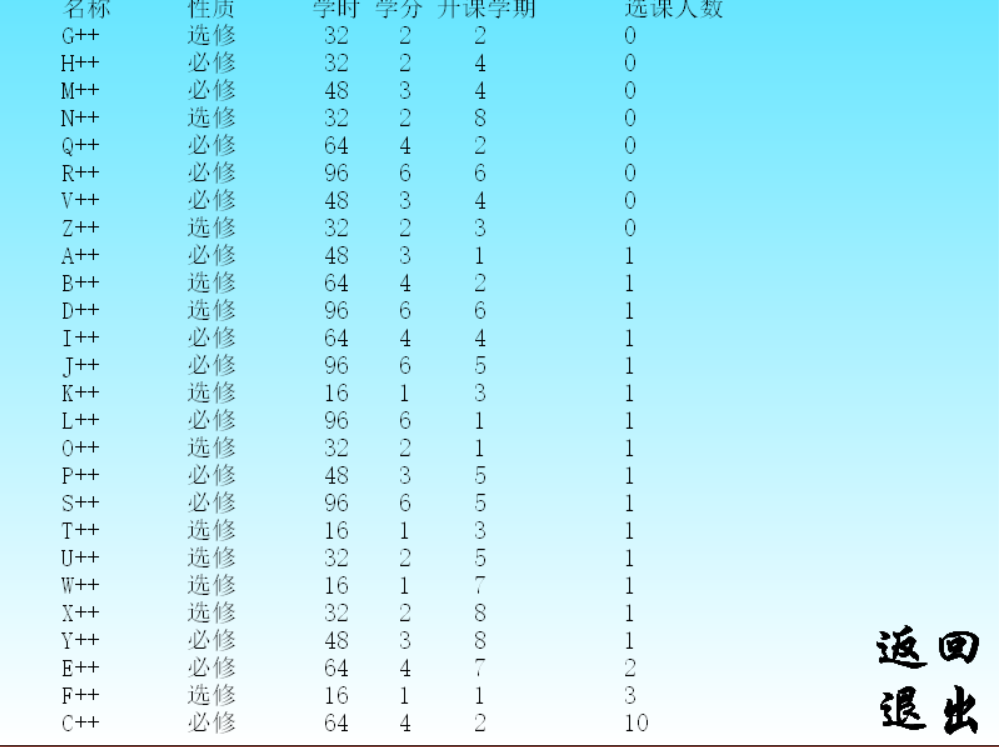 名称 性质 学时 学分 开课学期 选课人数
G++ 选修 32 2 2 0
H++ 必修 32 2 4 0
M++ 必修 48 3 4 0
N++ 选修 32 2 8 0
Q++ 必修 64 4 2 0
R++ 必修 96 6 6 0
V++ 必修 48 3 4 0
Z++ 选修 32 2 3 0
A++ 必修 48 3 1 1
B++ 选修 64 4 2 1
D++ 选修 96 6 6 1
I++ 必修 64 4 4 1
J++ 必修 96 6 5 1
K++ 选修 16 1 3 1
L++ 必修 96 6 1 1
O++ 选修 32 2 1 1
P++ 必修 48 3 5 1
S++ 必修 96 6 5 1
T++ 选修 16 1 3 1
U++ 选修 32 2 5 1
W++ 选修 16 1 7 1
X++ 选修 32 2 8 1
Y++ 必修 48 3 8 1
E++ 必修 64 4 7 2
F++ 选修 16 1 1 3
C++ 必修 64 4 2 10
返回
退出